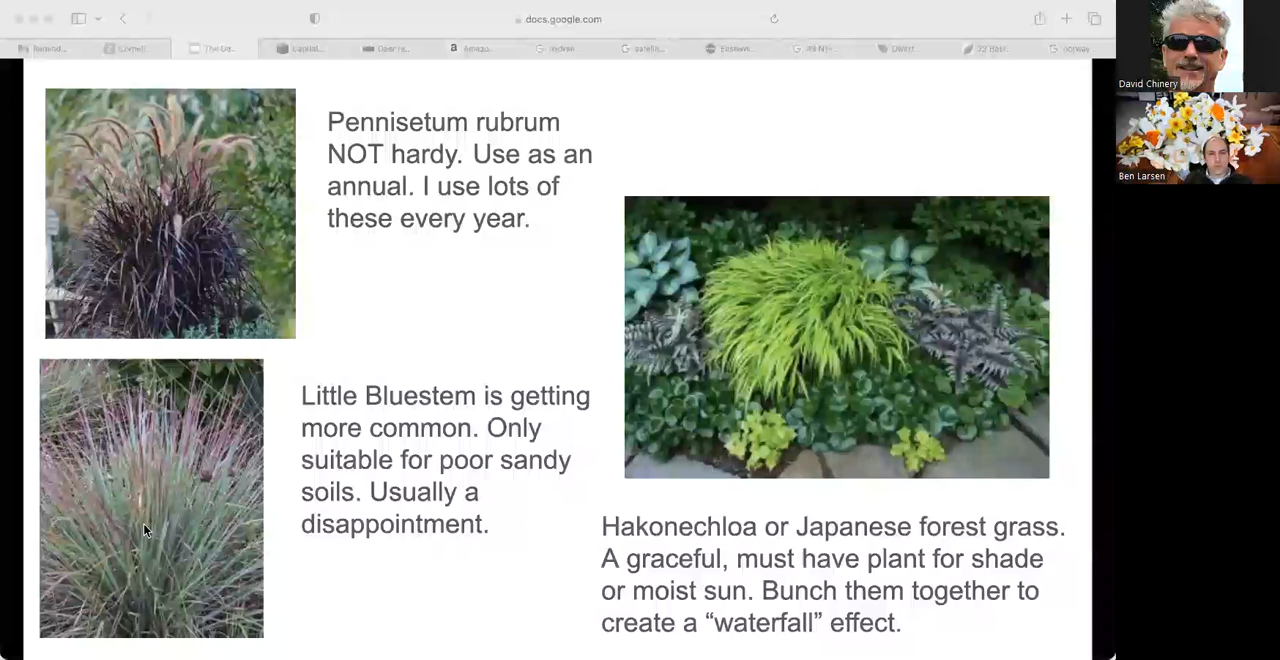 docs.google.com
Amazo...
David Chinery
Ben Larsen
Pennisetum rubrum
NOT hardy. Use as an
annual. I use lots of
these every year.
Little Bluestem is getting
more common. Only
suitable for poor sandy
soils. Usually a
disappointment.
Hakonechloa or Japanese forest grass.
A graceful, must have plant for shade
or moist sun. Bunch them together to
create a “waterfall” effect.